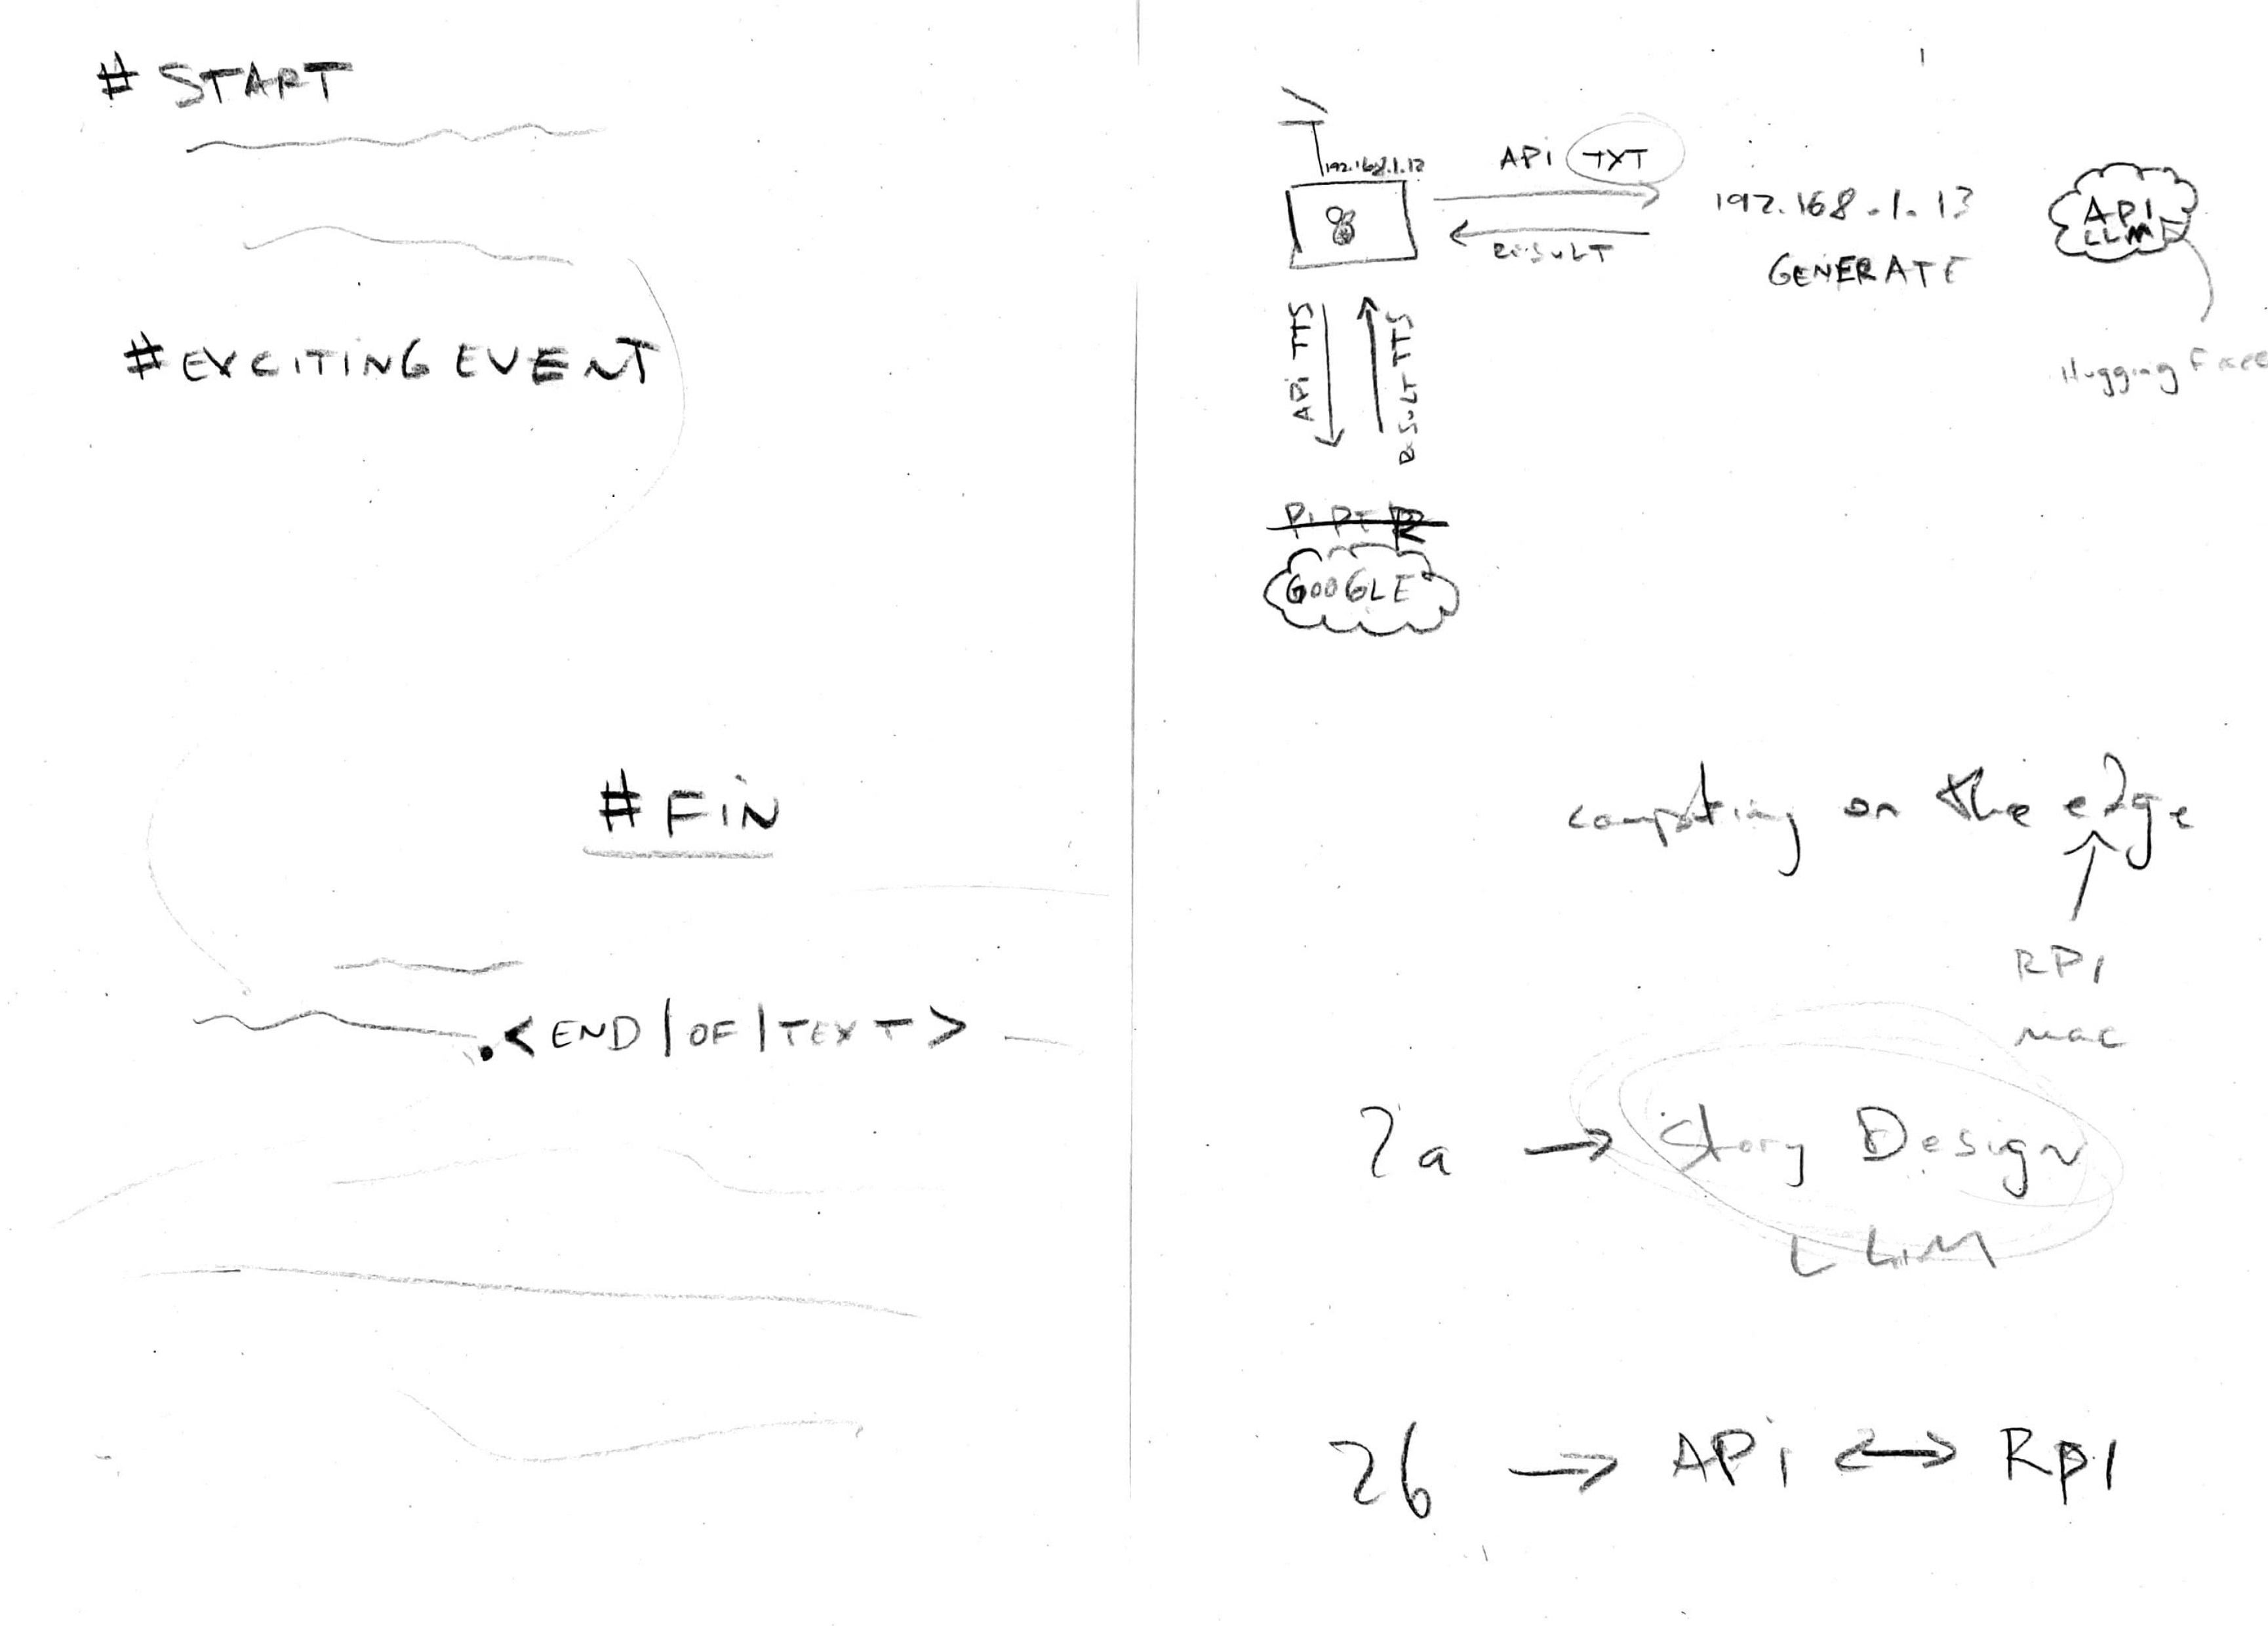 # START
# EXCITING EVENT
# FIN
.<END|OF|TEXT>
192.168.1.12
API TXT
RESULT
192.168.1.13
GENERATE
API
LLM
Hugging Face
API TTS
RESULT TTS
PIPER
GOOGLE
computing on the edge
RPI
mac
2a → Story Design
LLM
2b → API ↔ RPI